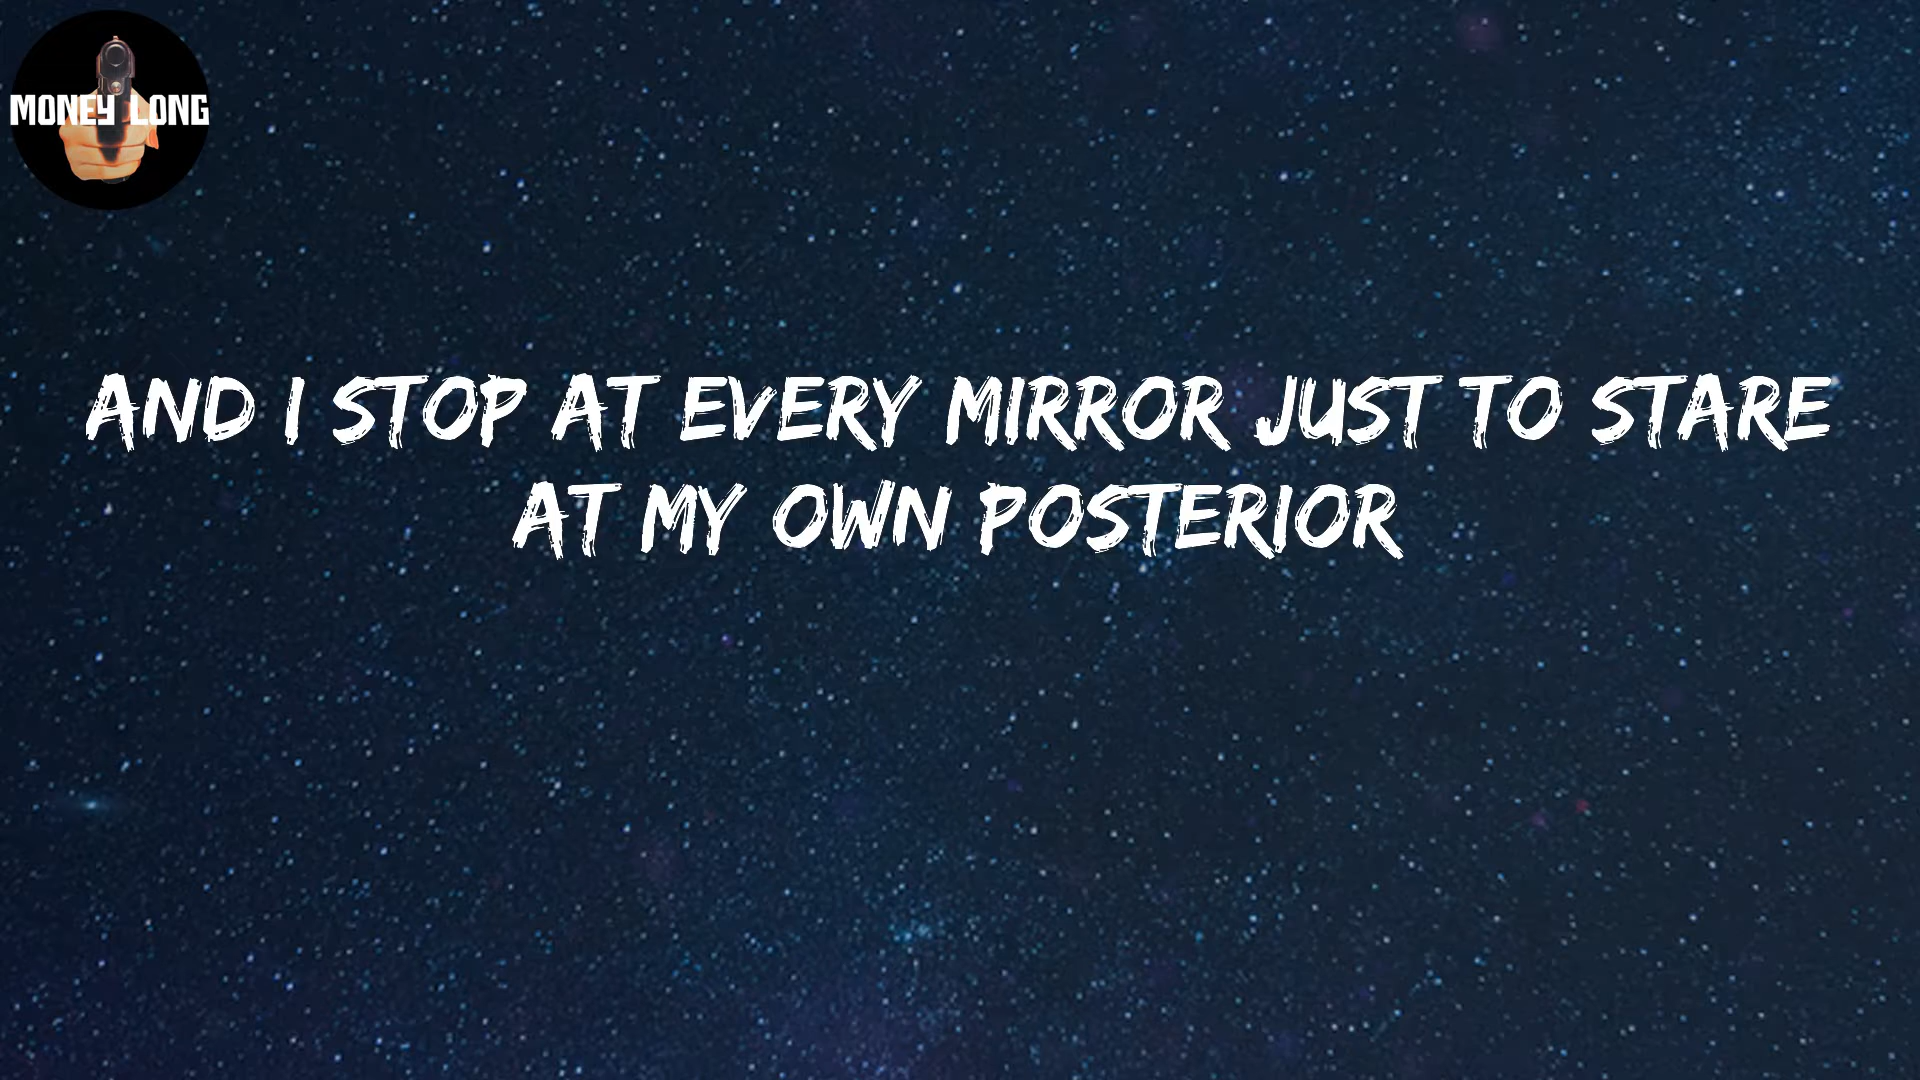 MONEY LONG
AND I STOP AT EVERY MIRROR JUST TO STARE
AT MY OWN POSTERIOR